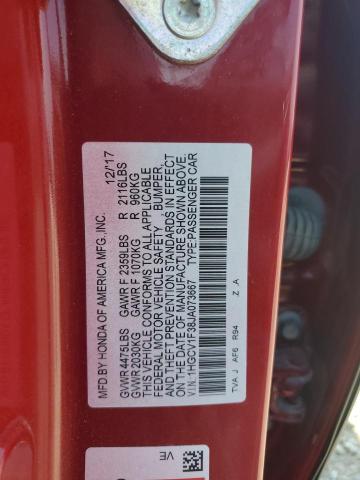 MFD.BY HONDA OF AMERICA MFG.,INC. 12/'17
GVWR 4475LBS GAWR F 2359LBS R 2116LBS
GVWR 2030KG GAWR F 1070KG R 960KG
THIS VEHICLE CONFORMS TO ALL APPLICABLE
FEDERAL MOTOR VEHICLE SAFETY BUMPER,
AND THEFT PREVENTION STANDARDS IN EFFECT
ON THE DATE OF MANUFACTURE SHOWN ABOVE.
V.I.N.:1HGCV1F38JA073667 TYPE:PASSENGER CAR
TVA J AF6 R94 Z A
VE